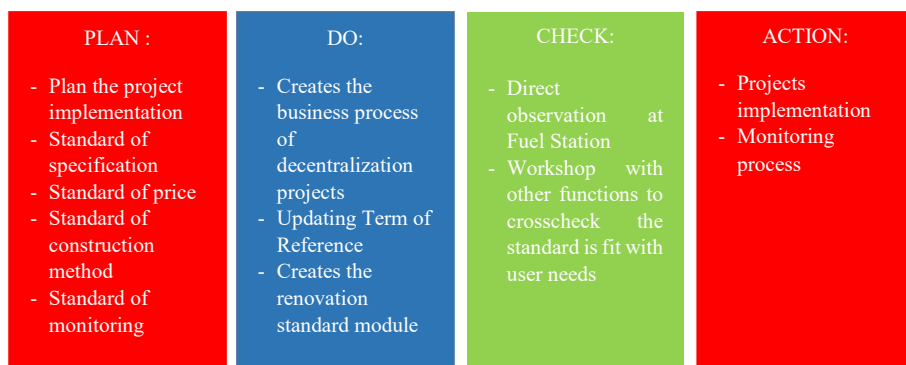 PLAN :
- Plan the project
implementation
- Standard of
specification
- Standard of price
- Standard of
construction
method
- Standard of
monitoring
DO:
- Creates the
business process
of
decentralization
projects
- Updating Term of
Reference
- Creates the
renovation
standard module
CHECK:
- Direct
observation at
Fuel Station
- Workshop with
other functions to
crosscheck the
standard is fit with
user needs
ACTION:
- Projects
implementation
- Monitoring
process